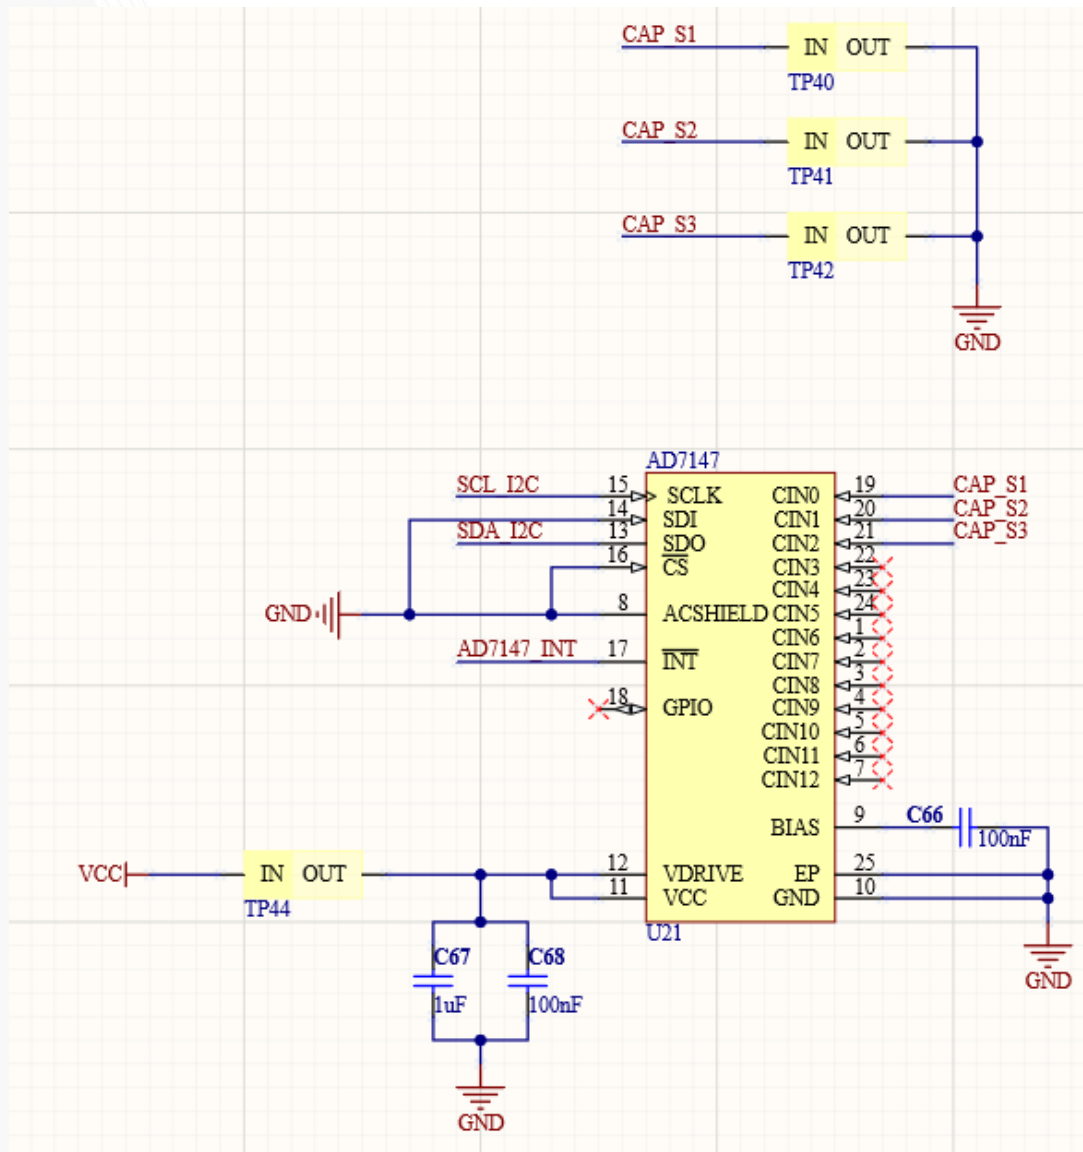 CAP_S1
IN OUT
TP40
CAP_S2
IN OUT
TP41
CAP_S3
IN OUT
TP42
GND
AD7147
SCL_I2C 15 SCLK CIN0 19 CAP_S1
14 SDI CIN1 20 CAP_S2
SDA_I2C 13 SDO CIN2 21 CAP_S3
16 CS CIN3 22
CIN4 23
GND 8 ACSHIELD CIN5 24
CIN6 1
AD7147_INT 17 INT CIN7 2
CIN8 3
18 GPIO CIN9 4
CIN10 5
CIN11 6
CIN12 7
BIAS 9 C66
100nF
VCC IN OUT 12 VDRIVE EP 25
11 VCC GND 10
TP44
U21
C67 C68
1uF 100nF
GND
GND